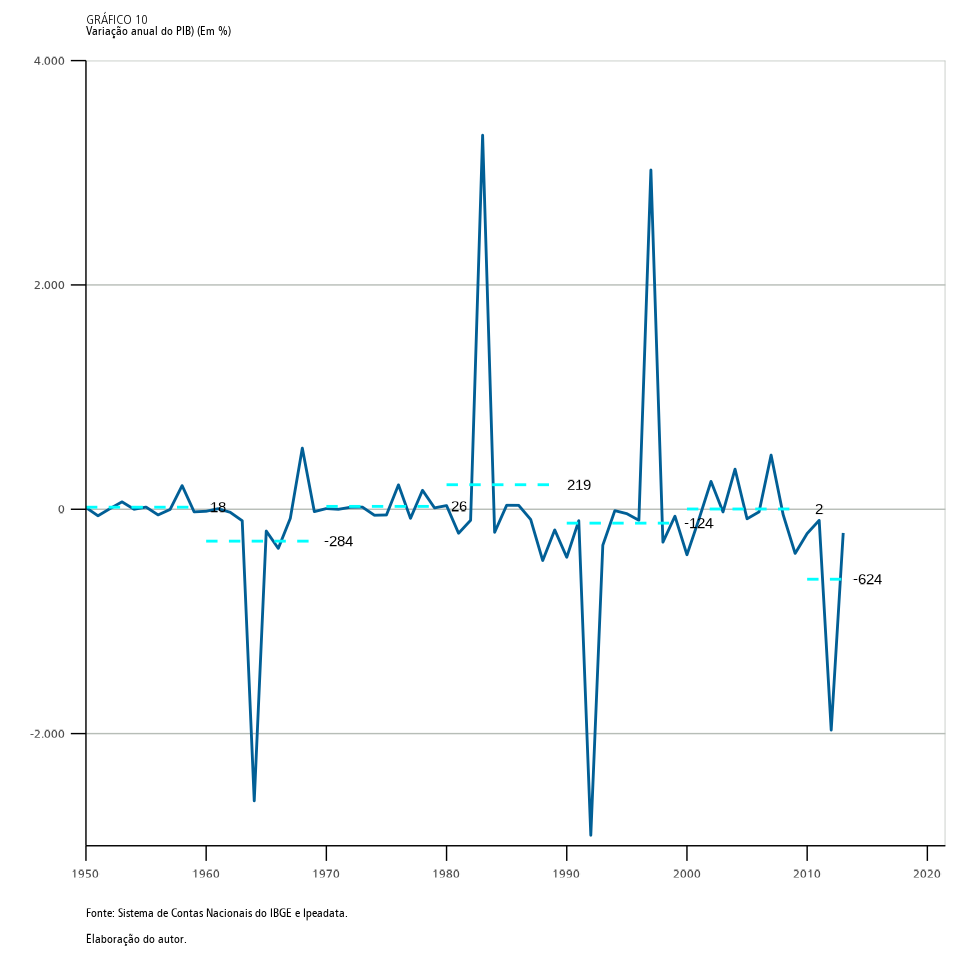 GRÁFICO 10
Variação anual do PIB) (Em %)
4.000
2.000
0
-2.000
18
-284
26
219
-124
2
-624
1950 1960 1970 1980 1990 2000 2010 2020
Fonte: Sistema de Contas Nacionais do IBGE e Ipeadata.
Elaboração do autor.